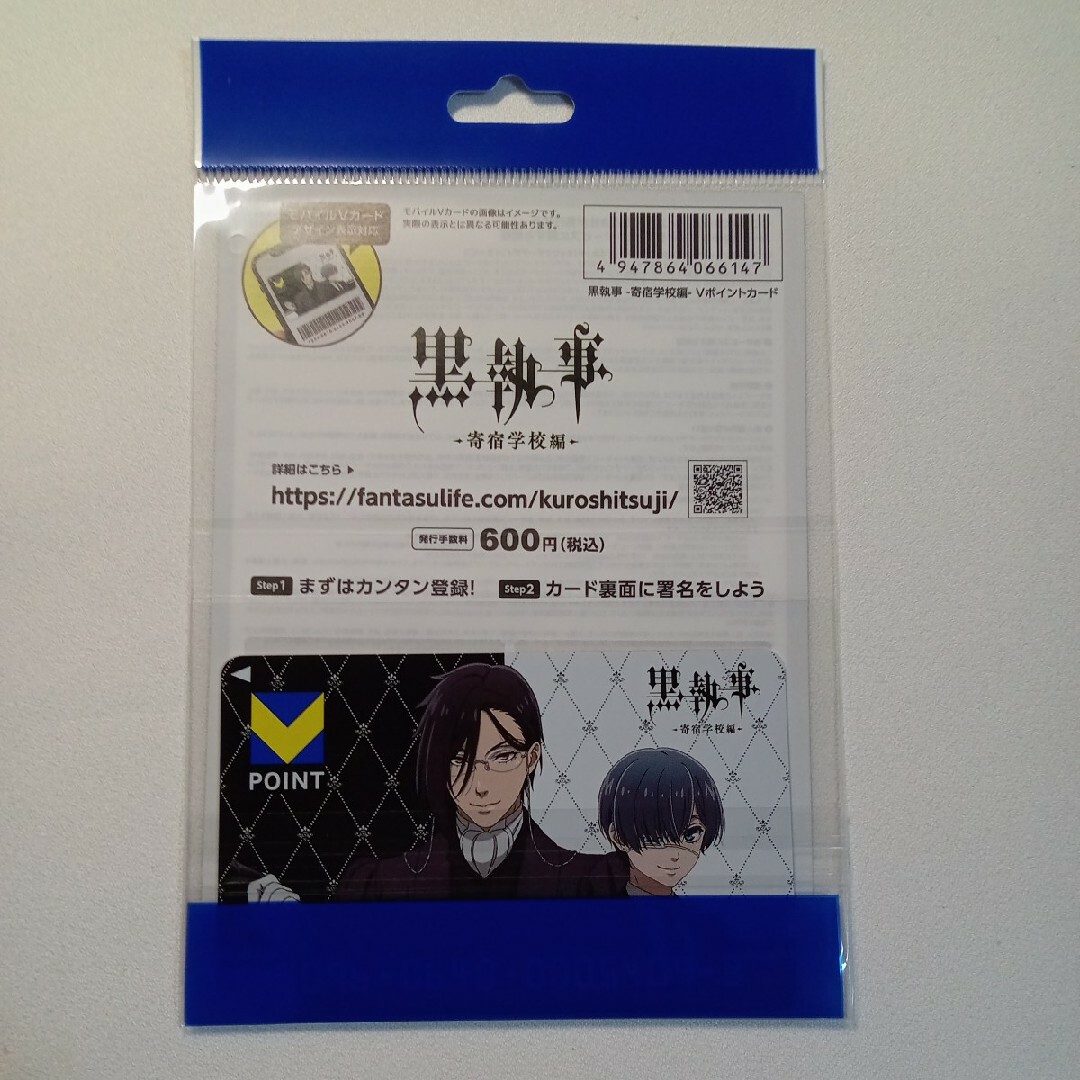 モバイルVカード
デザイン表示対応
モバイルVカードの画像はイメージです。
実際の表示とは異なる可能性あります。
4 947864 066147
黒執事 -寄宿学校編- Vポイントカード
黒執事
-寄宿学校編-
詳細はこちら ▶
https://fantasulife.com/kuroshitsuji/
発行手数料 600円(税込)
Step1 まずはカンタン登録! Step2 カード裏面に署名をしよう
黒執事
-寄宿学校編-
POINT